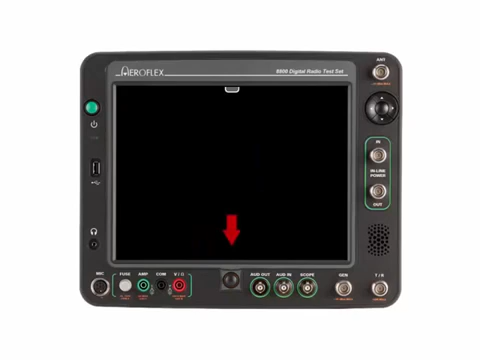 AEROFLEX
8800 Digital Radio Test Set
ANT
IN
IN-LINE
POWER
OUT
MIC
FUSE
AMP
COM
V / Ω
AUD OUT
AUD IN
SCOPE
GEN
T / R